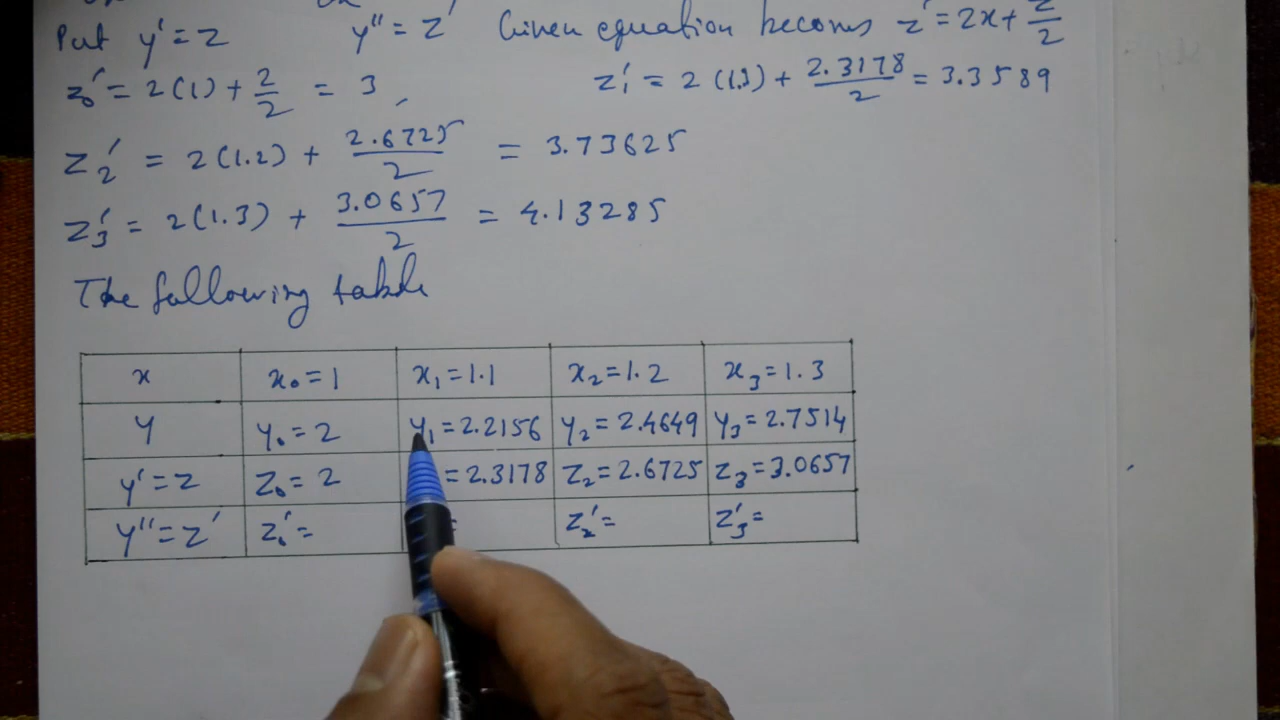 Put y' = z y'' = z' Given equation becomes z' = 2x + z/2
z₀' = 2(1) + 2/2 = 3, z₁' = 2(1.1) + 2.3178/2 = 3.3589
z₂' = 2(1.2) + 2.6725/2 = 3.73625
z₃' = 2(1.3) + 3.0657/2 = 4.13285
The following table
x x₀=1 x₁=1.1 x₂=1.2 x₃=1.3
y y₀=2 y₁=2.2156 y₂=2.4649 y₃=2.7514
y'=z z₀=2 =2.3178 z₂=2.6725 z₃=3.0657
y''=z' z₀'= = z₂'= z₃'=